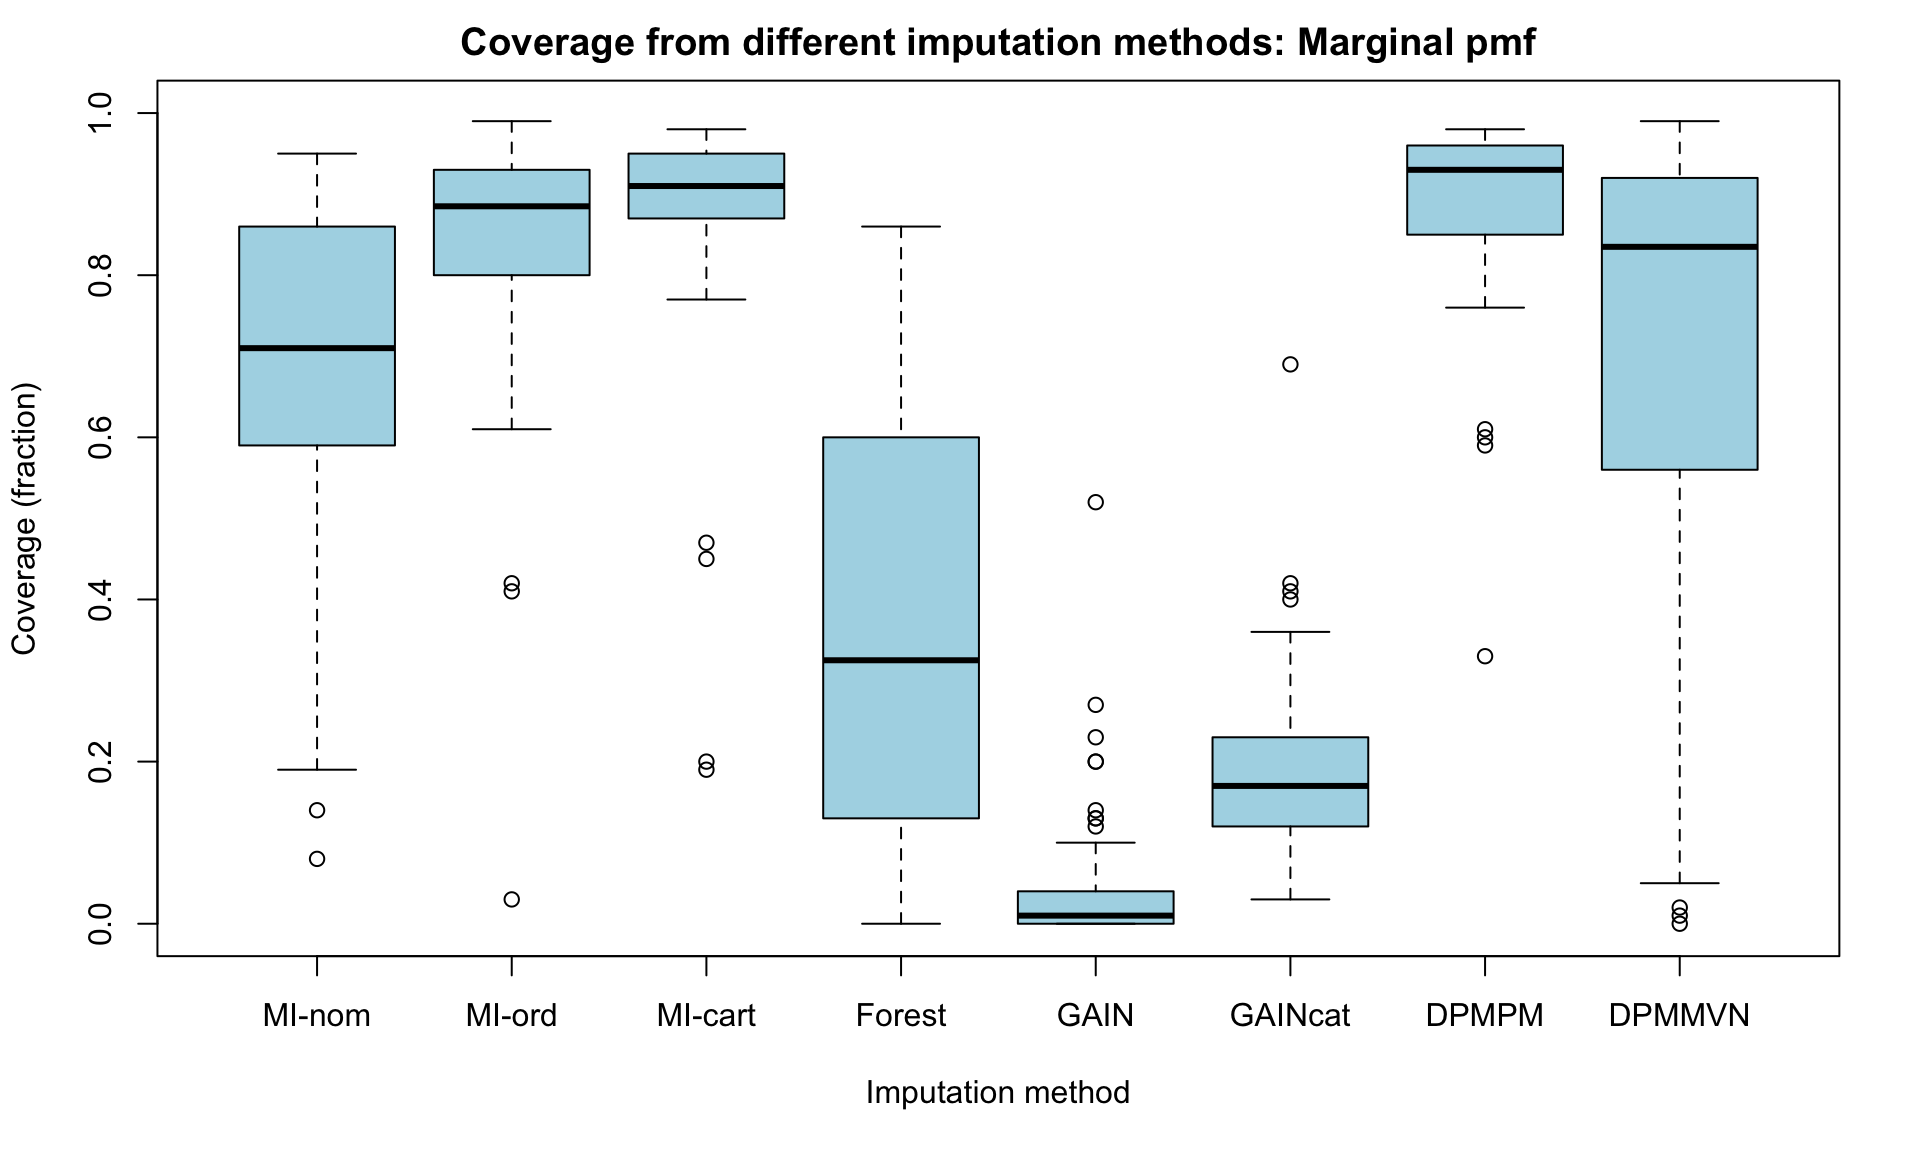 Coverage from different imputation methods: Marginal pmf
Coverage (fraction)
1.0
0.8
0.6
0.4
0.2
0.0
MI-nom MI-ord MI-cart Forest GAIN GAINcat DPMPM DPMMVN
Imputation method